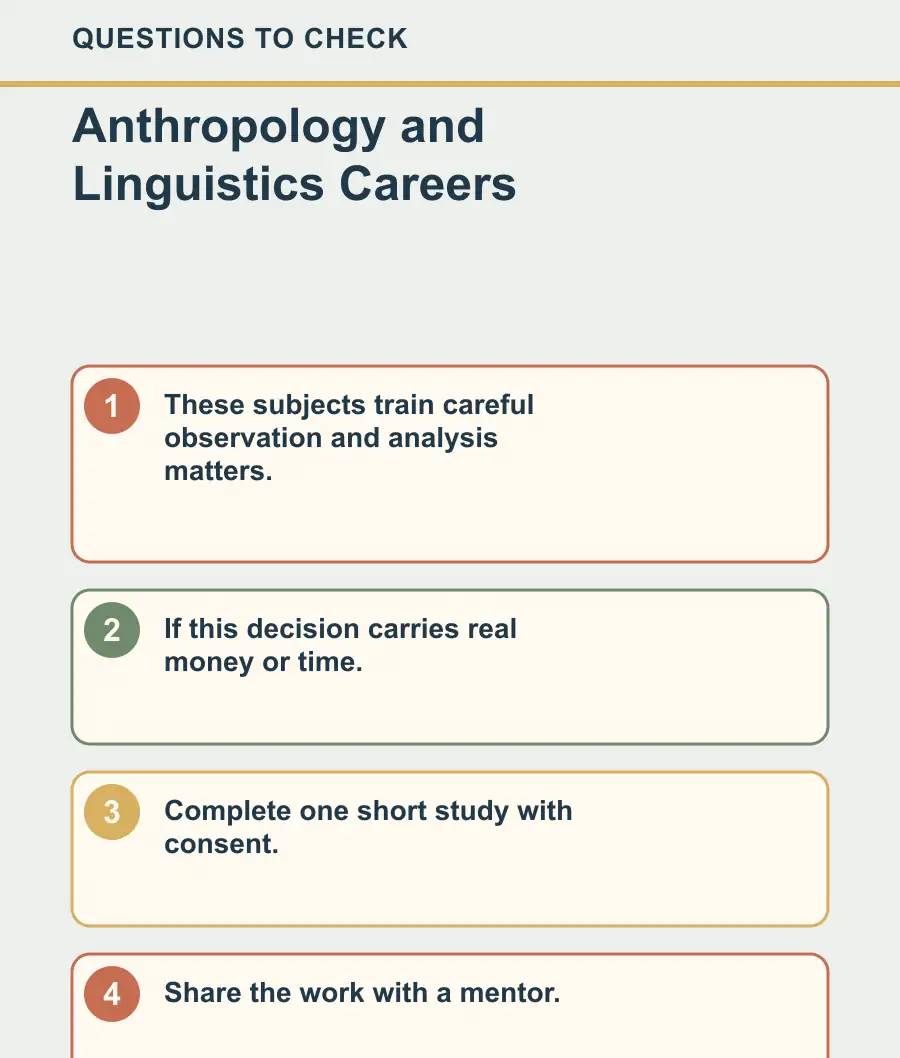 QUESTIONS TO CHECK
Anthropology and
Linguistics Careers
1
These subjects train careful
observation and analysis
matters.
2
If this decision carries real
money or time.
3
Complete one short study with
consent.
4
Share the work with a mentor.